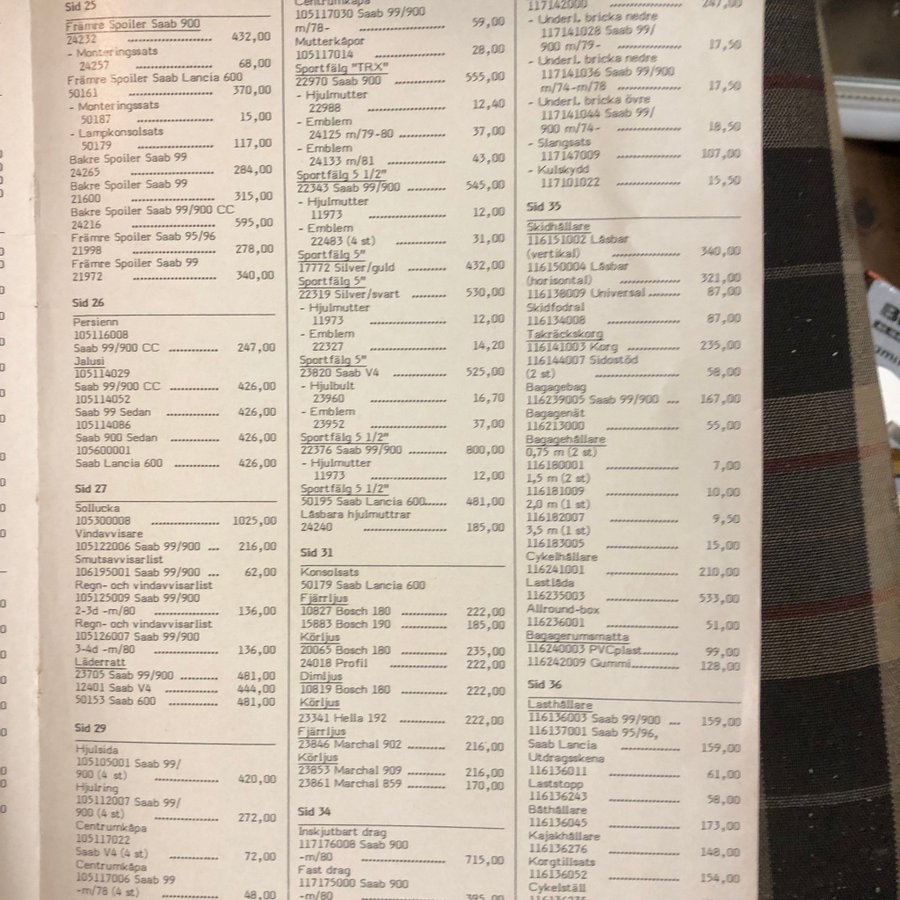 Sid 25
Främre Spoiler Saab 900
24232 ..................... 432,00
- Monteringssats
24257 ................... 68,00
Främre Spoiler Saab Lancia 600
50161 ..................... 370,00
- Monteringssats
50187 ................... 15,00
- Lampkonsolsats
50179 ................... 117,00
Bakre Spoiler Saab 99
24265 ..................... 284,00
Bakre Spoiler Saab 99
21600 ..................... 315,00
Bakre Spoiler Saab 99/900 CC
24216 ..................... 595,00
Främre Spoiler Saab 95/96
21998 ..................... 278,00
Främre Spoiler Saab 99
21972 ..................... 340,00
Sid 26
Persienn
105116008
Saab 99/900 CC ............ 247,00
Jalusi
105114029
Saab 99/900 CC ............ 426,00
105114052
Saab 99 Sedan ............. 426,00
105114086
Saab 900 Sedan ............ 426,00
105600001
Saab Lancia 600 ........... 426,00
Sid 27
Sollucka
105300008 ................. 1025,00
Vindavvisare
105122006 Saab 99/900 ... 216,00
Smutsavvisarlist
106195001 Saab 99/900 ... 62,00
Regn- och vindavvisarlist
105125009 Saab 99/900
2-3d -m/80 ................ 136,00
Regn- och vindavvisarlist
105126007 Saab 99/900
3-4d -m/80 ................ 136,00
Läderratt
23705 Saab 99/900 ......... 481,00
12401 Saab V4 ............. 444,00
50153 Saab 600 ............ 481,00
Sid 29
Hjulsida
105105001 Saab 99/
900 (4 st) ................ 420,00
Hjulring
105112007 Saab 99/
900 (4 st) ................ 272,00
Centrumkåpa
105117022
Saab V4 (4 st) ............ 72,00
Centrumkåpa
105117006 Saab 99
-m/78 (4 st) .............. 48,00
Centrumkåpa
105117030 Saab 99/900
m/78- ..................... 59,00
Mutterkåpor
105117014 ................. 28,00
Sportfälg "TRX"
22970 Saab 900 ............ 555,00
- Hjulmutter
22988 ................... 12,40
- Emblem
24125 m/79-80 ........... 37,00
- Emblem
24133 m/81 .............. 43,00
Sportfälg 5 1/2"
22343 Saab 99/900 ......... 545,00
- Hjulmutter
11973 ................... 12,00
- Emblem
22483 (4 st) ............ 31,00
Sportfälg 5"
17772 Silver/guld ......... 432,00
Sportfälg 5"
22319 Silver/svart ........ 530,00
- Hjulmutter
11973 ................... 12,00
- Emblem
22327 ................... 14,20
Sportfälg 5"
23820 Saab V4 ............. 525,00
- Hjulbult
23960 ................... 16,70
- Emblem
23952 ................... 37,00
Sportfälg 5 1/2"
22376 Saab 99/900 ......... 800,00
- Hjulmutter
11973 ................... 12,00
Sportfälg 5 1/2"
50195 Saab Lancia 600...... 481,00
Låsbara hjulmuttrar
24240 ..................... 185,00
Sid 31
Konsolsats
50179 Saab Lancia 600
Fjärrljus
10827 Bosch 180 ........... 222,00
15883 Bosch 190 ........... 185,00
Körljus
20065 Bosch 180 ........... 235,00
24018 Profil .............. 222,00
Dimljus
10819 Bosch 180 ........... 222,00
Körljus
23341 Hella 192 ........... 222,00
Fjärrljus
23846 Marchal 902 ......... 216,00
Körljus
23853 Marchal 909 ......... 216,00
23861 Marchal 859 ......... 170,00
Sid 34
Inskjutbart drag
117176008 Saab 900
-m/80 ..................... 715,00
Fast drag
117175000 Saab 900
-m/80 ..................... 395,00
117142000 ................. 247,00
- Underl. bricka nedre
117141028 Saab 99/
900 m/79- ............... 17,50
- Underl. bricka nedre
117141036 Saab 99/900
m/74-m/78 ............... 17,50
- Underl. bricka övre
117141044 Saab 99/
900 m/74- ............... 18,50
- Slangsats
117147009 ............... 107,00
- Kulskydd
117101022 ............... 15,50
Sid 35
Skidhållare
116151002 Låsbar
(vertikal) ................ 340,00
116150004 Låsbar
(horisontal) .............. 321,00
116138009 Universal ....... 87,00
Skidfodral
116134008 ................. 87,00
Takräckskorg
116141003 Korg ............ 235,00
116144007 Sidostöd
(2 st) .................... 58,00
Bagagebag
116239005 Saab 99/900 ... 167,00
Bagagenät
116213000 ................. 55,00
Bagagehållare
0,75 m (2 st)
116180001 ................. 7,00
1,5 m (2 st)
116181009 ................. 10,00
2,0 m (1 st)
116182007 ................. 9,50
3,5 m (1 st)
116183005 ................. 15,00
Cykelhållare
116241001 ................. 210,00
Lastlåda
116235003 ................. 533,00
Allround-box
116236001 ................. 51,00
Bagagerumsmatta
116240003 PVCplast......... 99,00
116242009 Gummi............ 128,00
Sid 36
Lasthållare
116136003 Saab 99/900 ... 159,00
116137001 Saab 95/96,
Saab Lancia ............... 159,00
Utdragsskena
116136011 ................. 61,00
Laststopp
116136243 ................. 58,00
Båthållare
116136045 ................. 173,00
Kajakhållare
116136276 ................. 148,00
Korgtillsats
116136052 ................. 154,00
Cykelställ